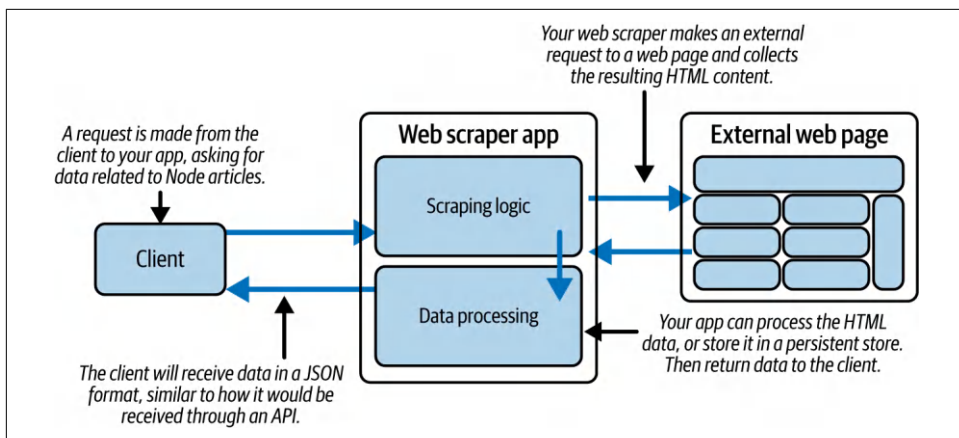 Your web scraper makes an external
request to a web page and collects
the resulting HTML content.
A request is made from the
client to your app, asking for
data related to Node articles.
Web scraper app
External web page
Scraping logic
Client
Data processing
Your app can process the HTML
data, or store it in a persistent store.
Then return data to the client.
The client will receive data in a JSON
format, similar to how it would be
received through an API.